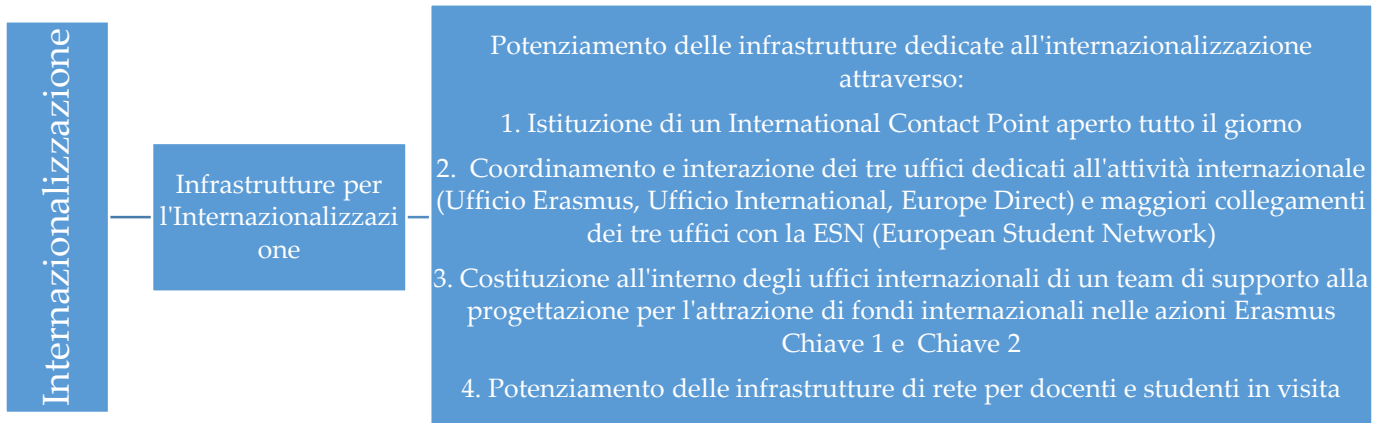 Internazionalizzazione
Infrastrutture per
l'Internazionalizzazi
one
Potenziamento delle infrastrutture dedicate all'internazionalizzazione
attraverso:
1. Istituzione di un International Contact Point aperto tutto il giorno
2. Coordinamento e interazione dei tre uffici dedicati all'attività internazionale
(Ufficio Erasmus, Ufficio International, Europe Direct) e maggiori collegamenti
dei tre uffici con la ESN (European Student Network)
3. Costituzione all'interno degli uffici internazionali di un team di supporto alla
progettazione per l'attrazione di fondi internazionali nelle azioni Erasmus
Chiave 1 e Chiave 2
4. Potenziamento delle infrastrutture di rete per docenti e studenti in visita